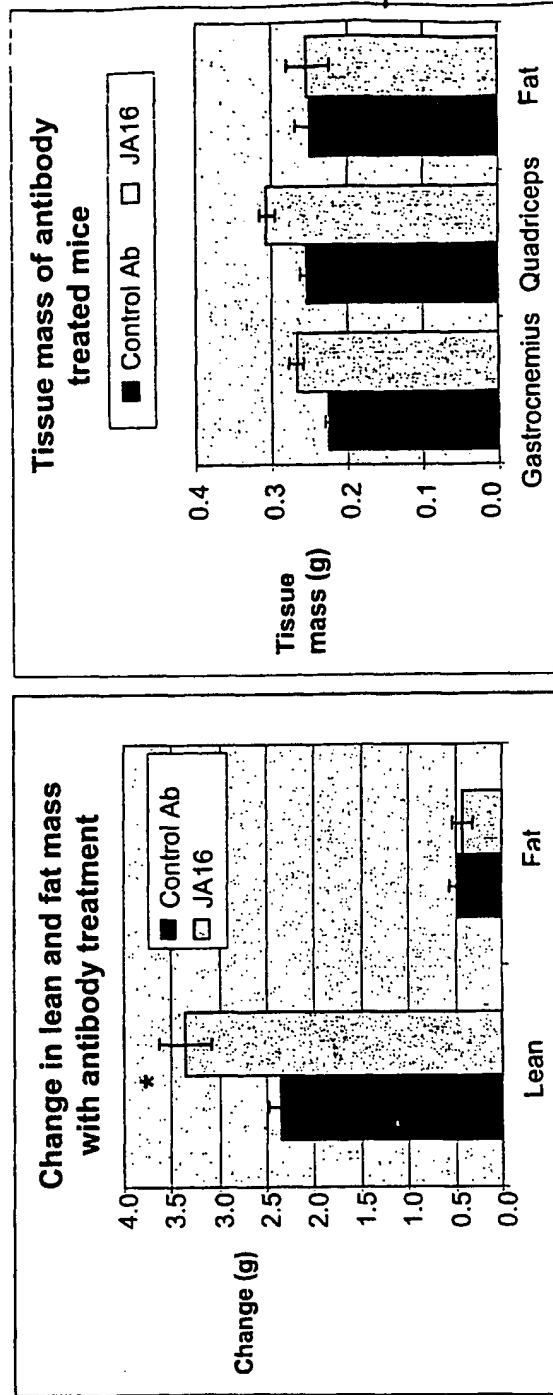 Change in lean and fat mass
with antibody treatment
Control Ab
JA16
*
4.0
3.5
3.0
2.5
2.0
1.5
1.0
0.5
0.0
Change (g)
Lean Fat
Tissue mass of antibody
treated mice
Control Ab JA16
0.4
0.3
0.2
0.1
0.0
Tissue
mass (g)
Gastrocnemius Quadriceps Fat